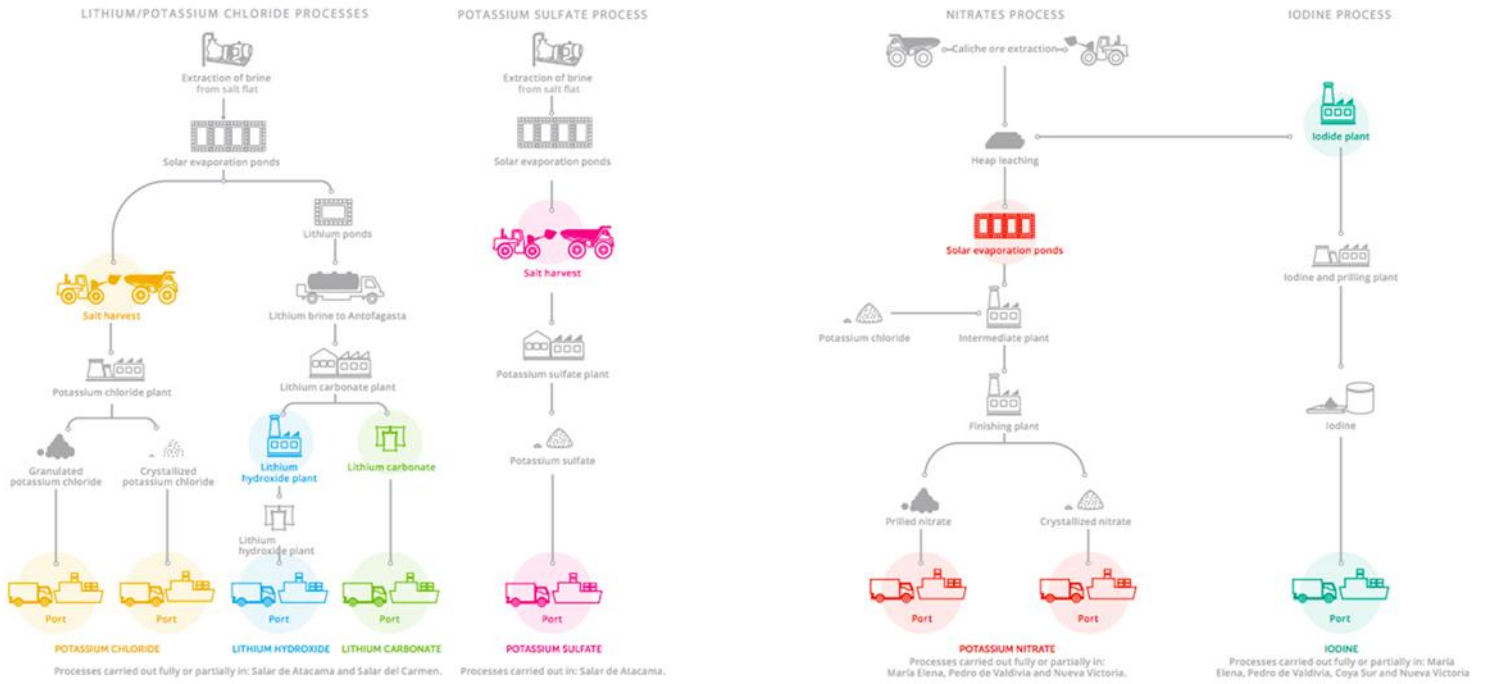 LITHIUM/POTASSIUM CHLORIDE PROCESSES
Extraction of brine
from salt flat
Solar evaporation ponds
Lithium ponds
Salt harvest
Lithium brine to Antofagasta
Potassium chloride plant
Lithium carbonate plant
Granulated
potassium chloride
Crystallized
potassium chloride
Lithium
hydroxide plant
Lithium carbonate
Lithium
hydroxide plant
Port
Port
Port
Port
POTASSIUM CHLORIDE
LITHIUM HYDROXIDE
LITHIUM CARBONATE
Processes carried out fully or partially in: Salar de Atacama and Salar del Carmen.
POTASSIUM SULFATE PROCESS
Extraction of brine
from salt flat
Solar evaporation ponds
Salt harvest
Potassium sulfate plant
Potassium sulfate
Port
POTASSIUM SULFATE
Processes carried out in: Salar de Atacama.
NITRATES PROCESS
Caliche ore extraction
Heap leaching
Solar evaporation ponds
Potassium chloride
Intermediate plant
Finishing plant
Prilled nitrate
Crystallized nitrate
Port
Port
POTASSIUM NITRATE
Processes carried out fully or partially in:
María Elena, Pedro de Valdivia and Nueva Victoria.
IODINE PROCESS
Iodide plant
Iodine and prilling plant
Iodine
Port
IODINE
Processes carried out fully or partially in: María
Elena, Pedro de Valdivia, Coya Sur and Nueva Victoria